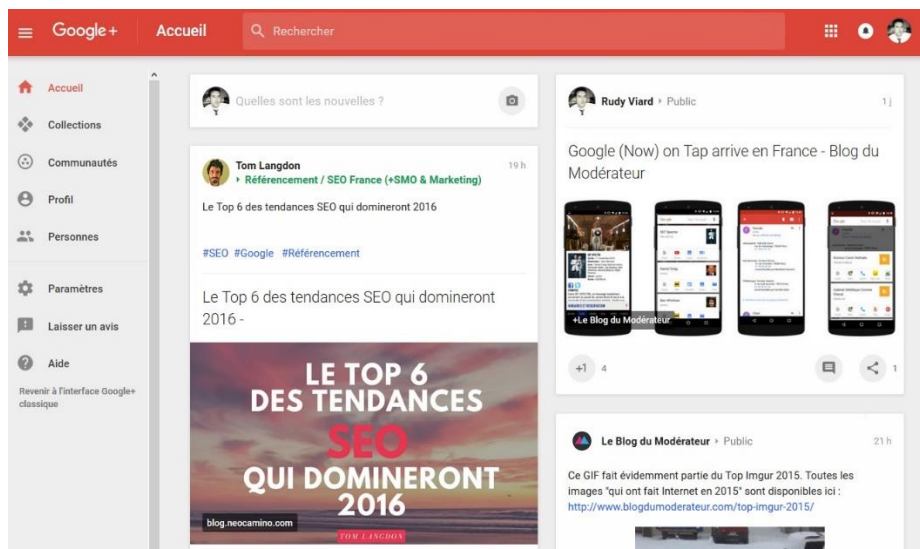 Google+
Accueil
Rechercher
Accueil
Collections
Communautés
Profil
Personnes
Paramètres
Laisser un avis
Aide
Revenir à l'interface Google+
classique
Quelles sont les nouvelles ?
Tom Langdon
19 h
Référencement / SEO France (+SMO & Marketing)
Le Top 6 des tendances SEO qui domineront 2016
#SEO #Google #Référencement
Le Top 6 des tendances SEO qui domineront
2016 -
LE TOP 6
DES TENDANCES
SEO
QUI DOMINERONT
2016
TOM LANGDON
blog.neocamino.com
Rudy Viard Public
1 j
Google (Now) on Tap arrive en France - Blog du
Modérateur
+Le Blog du Modérateur
+1 4
1
Le Blog du Modérateur Public
21 h
Ce GIF fait évidemment partie du Top Imgur 2015. Toutes les
images "qui ont fait Internet en 2015" sont disponibles ici :
http://www.blogdumoderateur.com/top-imgur-2015/